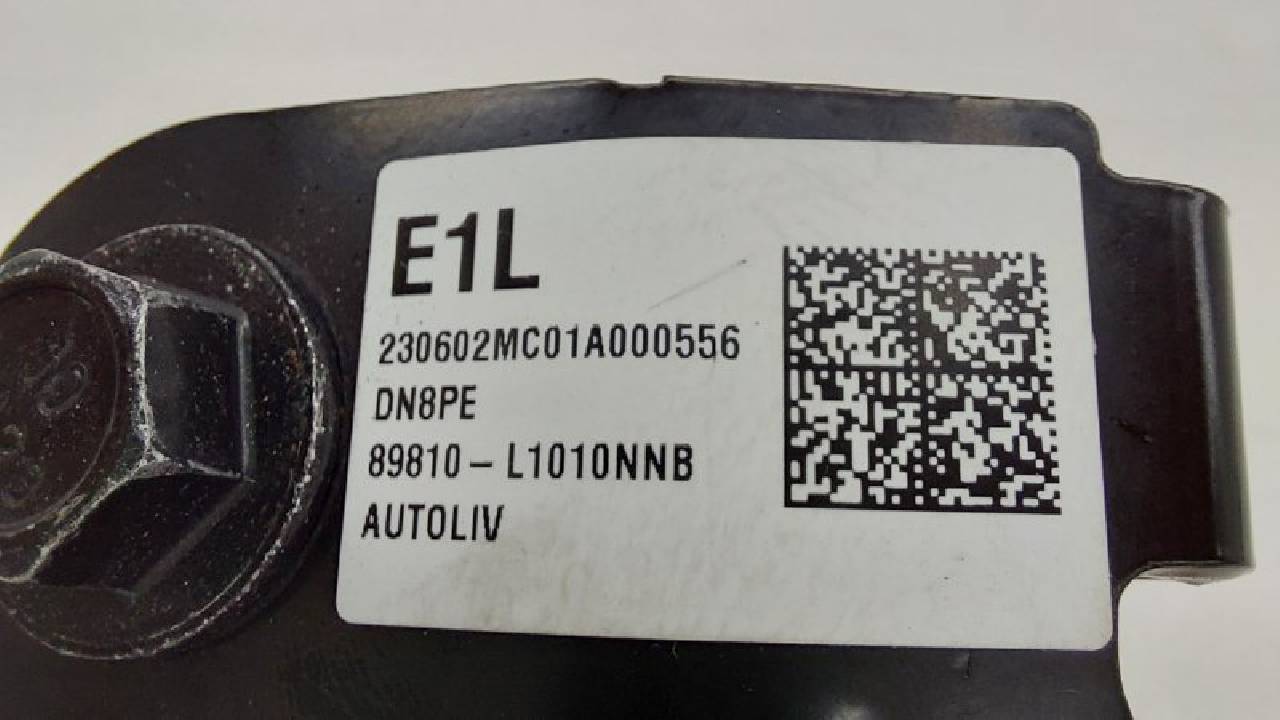 E1L
230602MC01A000556
DN8PE
89810-L1010NNB
AUTOLIV